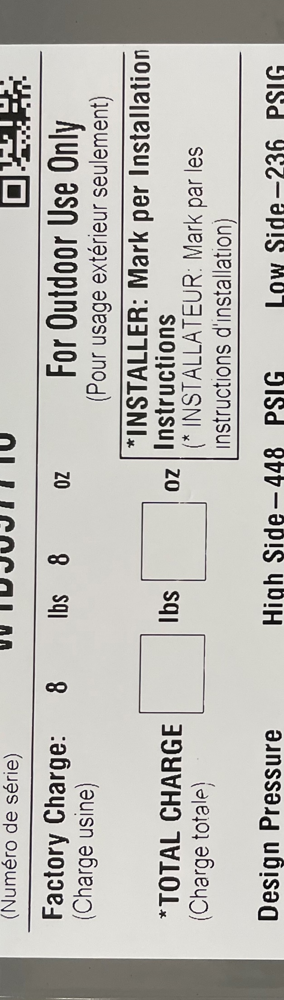 (Numéro de série)
Factory Charge: 8 lbs 8 oz For Outdoor Use Only
(Charge usine) (Pour usage extérieur seulement)
*INSTALLER: Mark per Installation
*TOTAL CHARGE lbs oz Instructions
(Charge totale) (* INSTALLATEUR: Mark par les
instructions d'installation)
Design Pressure High Side–448 PSIG Low Side–236 PSIG